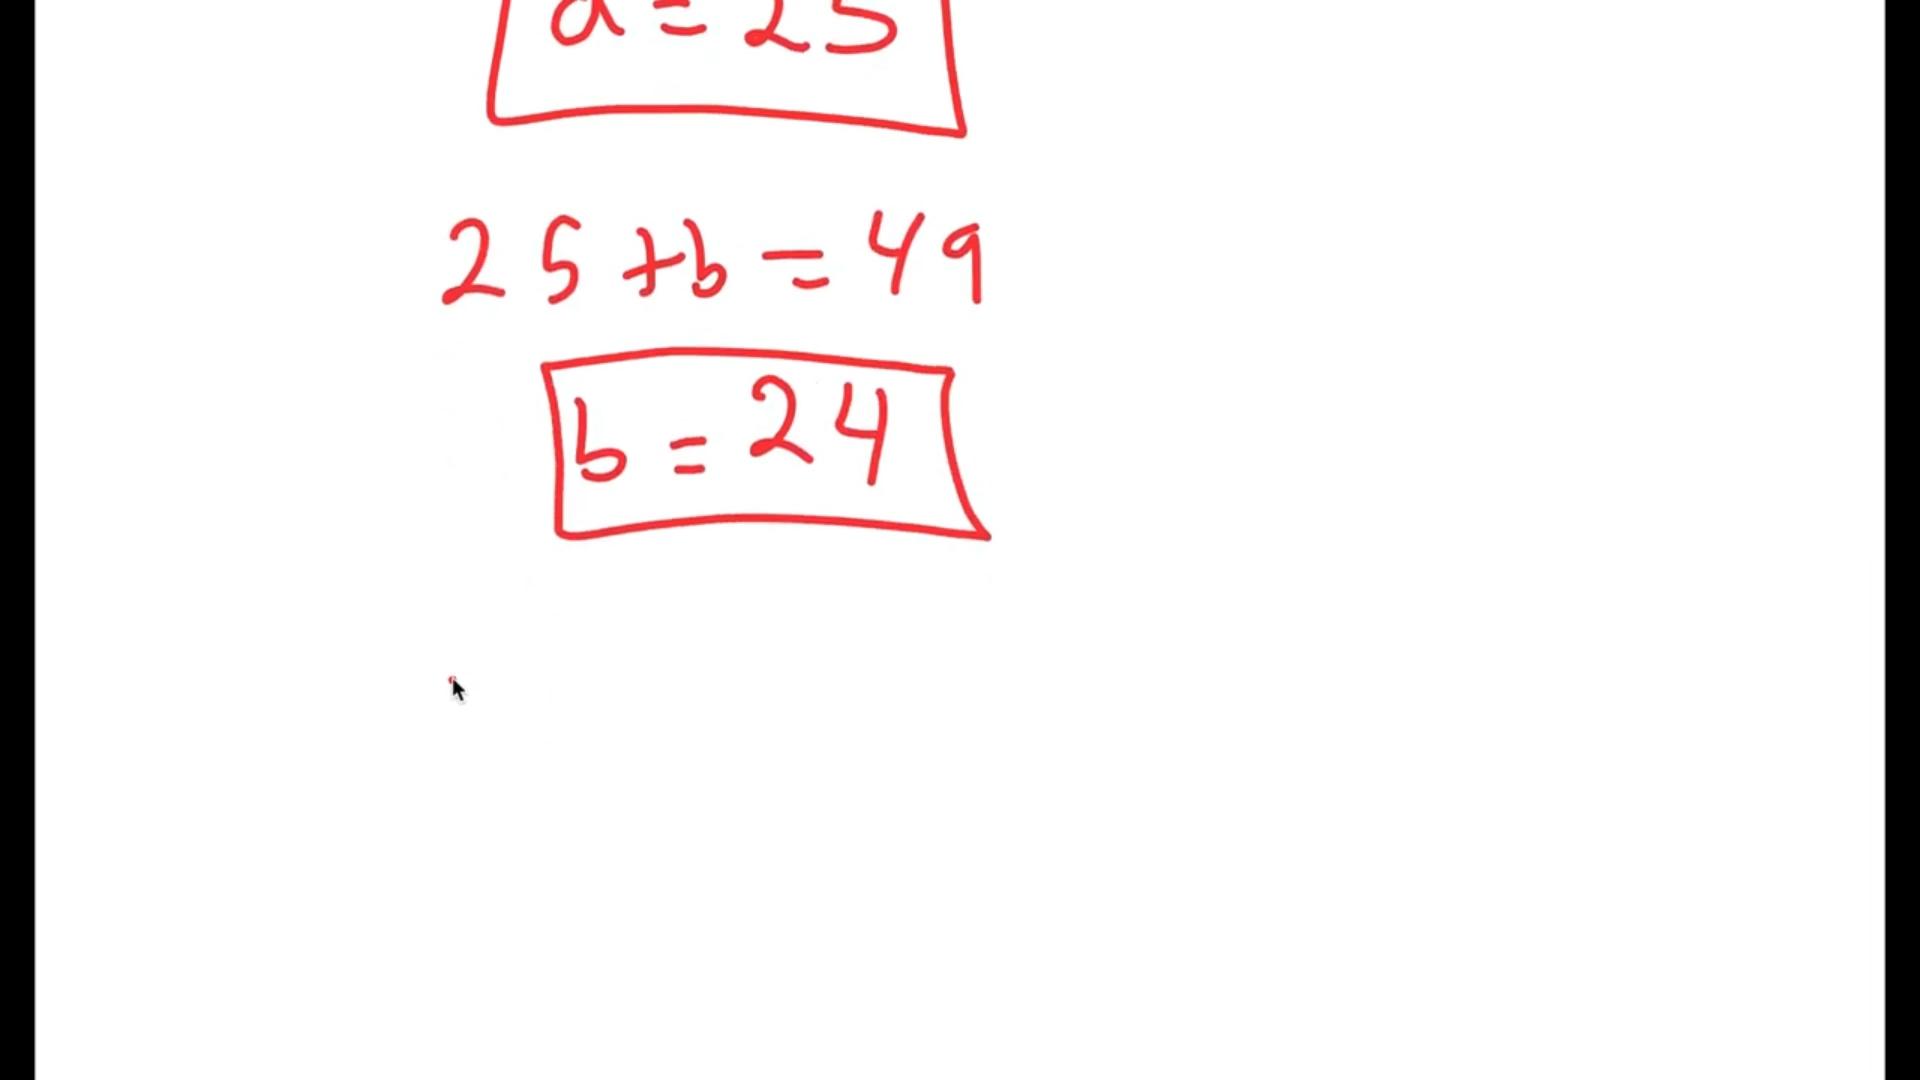 a = 25
25 + b = 49
b = 24